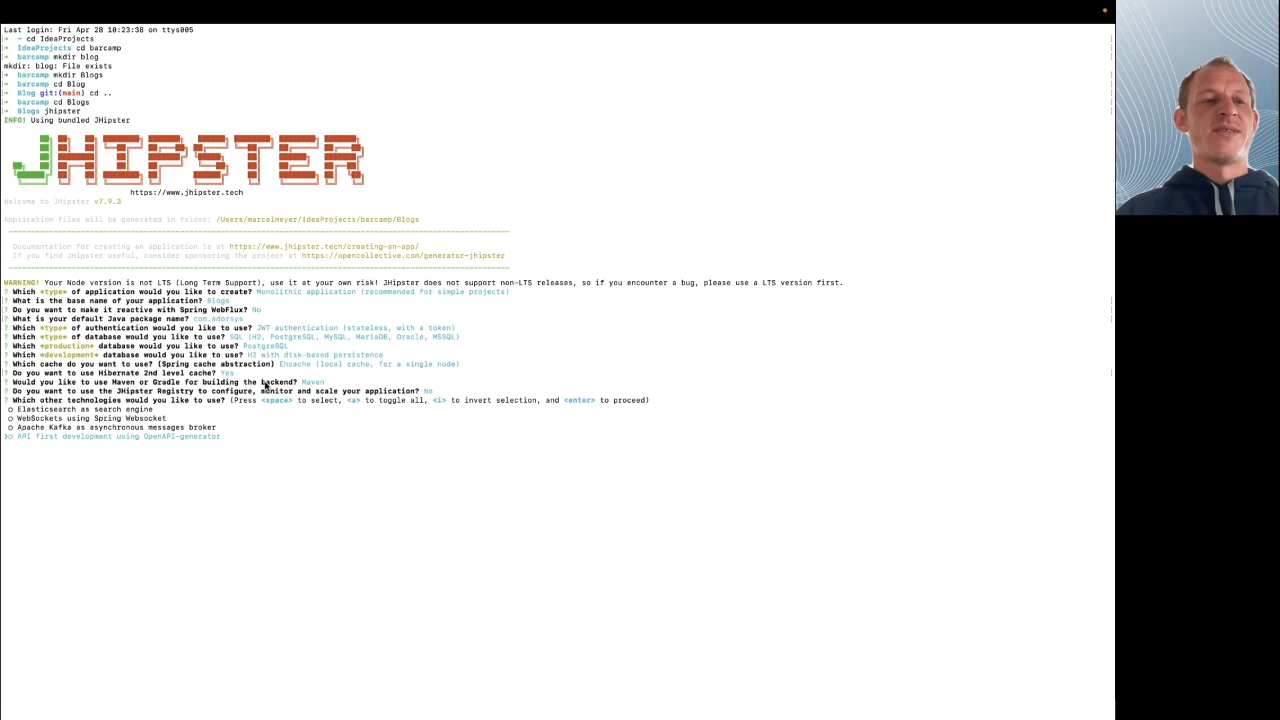 Last login: Fri Apr 28 10:23:38 on ttys005
➜ ~ cd IdeaProjects
➜ IdeaProjects cd barcamp
➜ barcamp mkdir blog
mkdir: blog: File exists
➜ barcamp mkdir Blogs
➜ barcamp cd Blog
➜ Blog git:(main) cd ..
➜ barcamp cd Blogs
➜ Blogs jhipster
INFO! Using bundled JHipster
JHIPSTER
https://www.jhipster.tech
Welcome to JHipster v7.9.3
Application files will be generated in folder: /Users/marcelmeyer/IdeaProjects/barcamp/Blogs
Documentation for creating an application is at https://www.jhipster.tech/creating-an-app/
If you find JHipster useful, consider sponsoring the project at https://opencollective.com/generator-jhipster
WARNING! Your Node version is not LTS (Long Term Support), use it at your own risk! JHipster does not support non-LTS releases, so if you encounter a bug, please use a LTS version first.
? Which *type* of application would you like to create? Monolithic application (recommended for simple projects)
? What is the base name of your application? Blogs
? Do you want to make it reactive with Spring WebFlux? No
? What is your default Java package name? com.adorsys
? Which *type* of authentication would you like to use? JWT authentication (stateless, with a token)
? Which *type* of database would you like to use? SQL (H2, PostgreSQL, MySQL, MariaDB, Oracle, MSSQL)
? Which *production* database would you like to use? PostgreSQL
? Which *development* database would you like to use? H2 with disk-based persistence
? Which cache do you want to use? (Spring cache abstraction) Ehcache (local cache, for a single node)
? Do you want to use Hibernate 2nd level cache? Yes
? Would you like to use Maven or Gradle for building the backend? Maven
? Do you want to use the JHipster Registry to configure, monitor and scale your application? No
? Which other technologies would you like to use? (Press <space> to select, <a> to toggle all, <i> to invert selection, and <enter> to proceed)
○ Elasticsearch as search engine
○ WebSockets using Spring Websocket
○ Apache Kafka as asynchronous messages broker
❯○ API first development using OpenAPI-generator